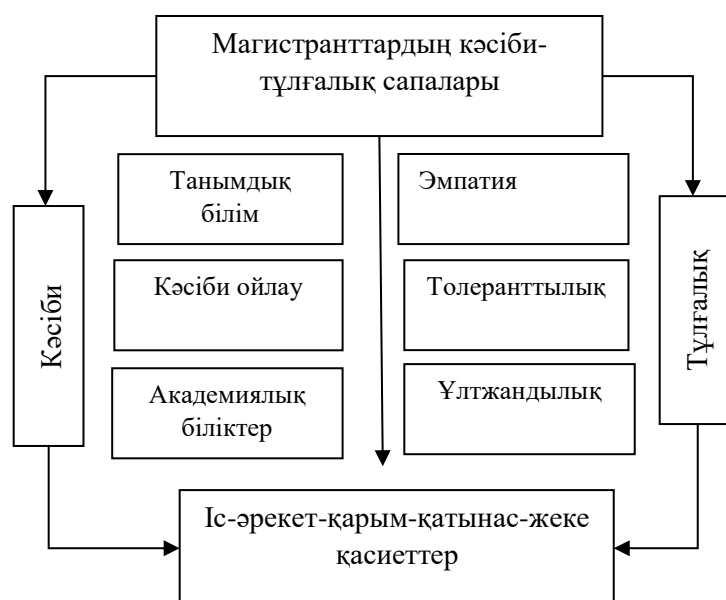 Магистранттардың кәсіби-
тұлғалық сапалары
Танымдық
білім
Эмпатия
Кәсіби
Кәсіби ойлау
Толеранттылық
Тұлғалық
Академиялық
біліктер
Ұлтжандылық
Іс-әрекет-қарым-қатынас-жеке
қасиеттер